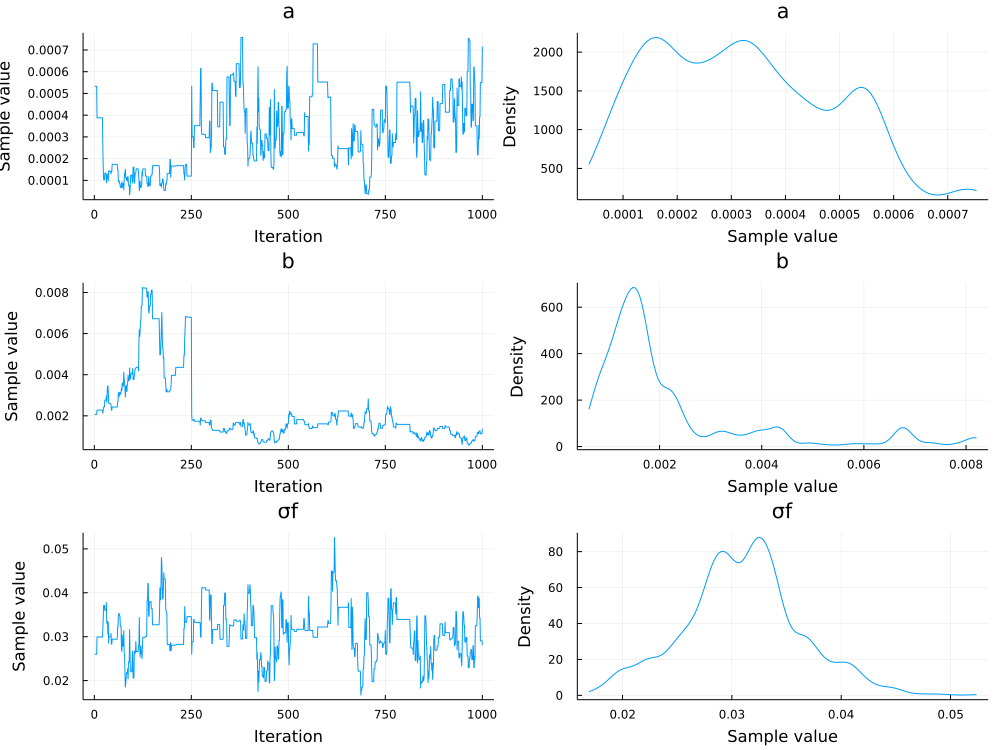 a
Sample value
0.0007
0.0006
0.0005
0.0004
0.0003
0.0002
0.0001
0 250 500 750 1000
Iteration
a
Density
2000
1500
1000
500
0.0001 0.0002 0.0003 0.0004 0.0005 0.0006 0.0007
Sample value
b
Sample value
0.008
0.006
0.004
0.002
0 250 500 750 1000
Iteration
b
Density
600
400
200
0
0.002 0.004 0.006 0.008
Sample value
σf
Sample value
0.05
0.04
0.03
0.02
0 250 500 750 1000
Iteration
σf
Density
80
60
40
20
0
0.02 0.03 0.04 0.05
Sample value